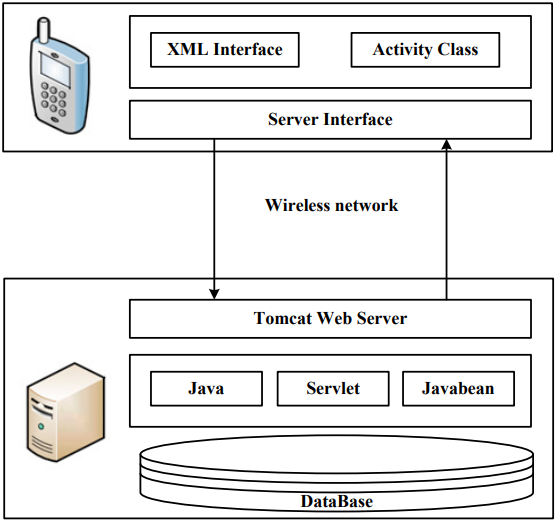 XML Interface
Activity Class
Server Interface
Wireless network
Tomcat Web Server
Java
Servlet
Javabean
DataBase